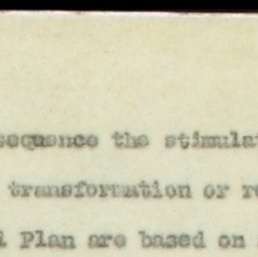 sequence the stimulat
transformation or re
l Plan are based on